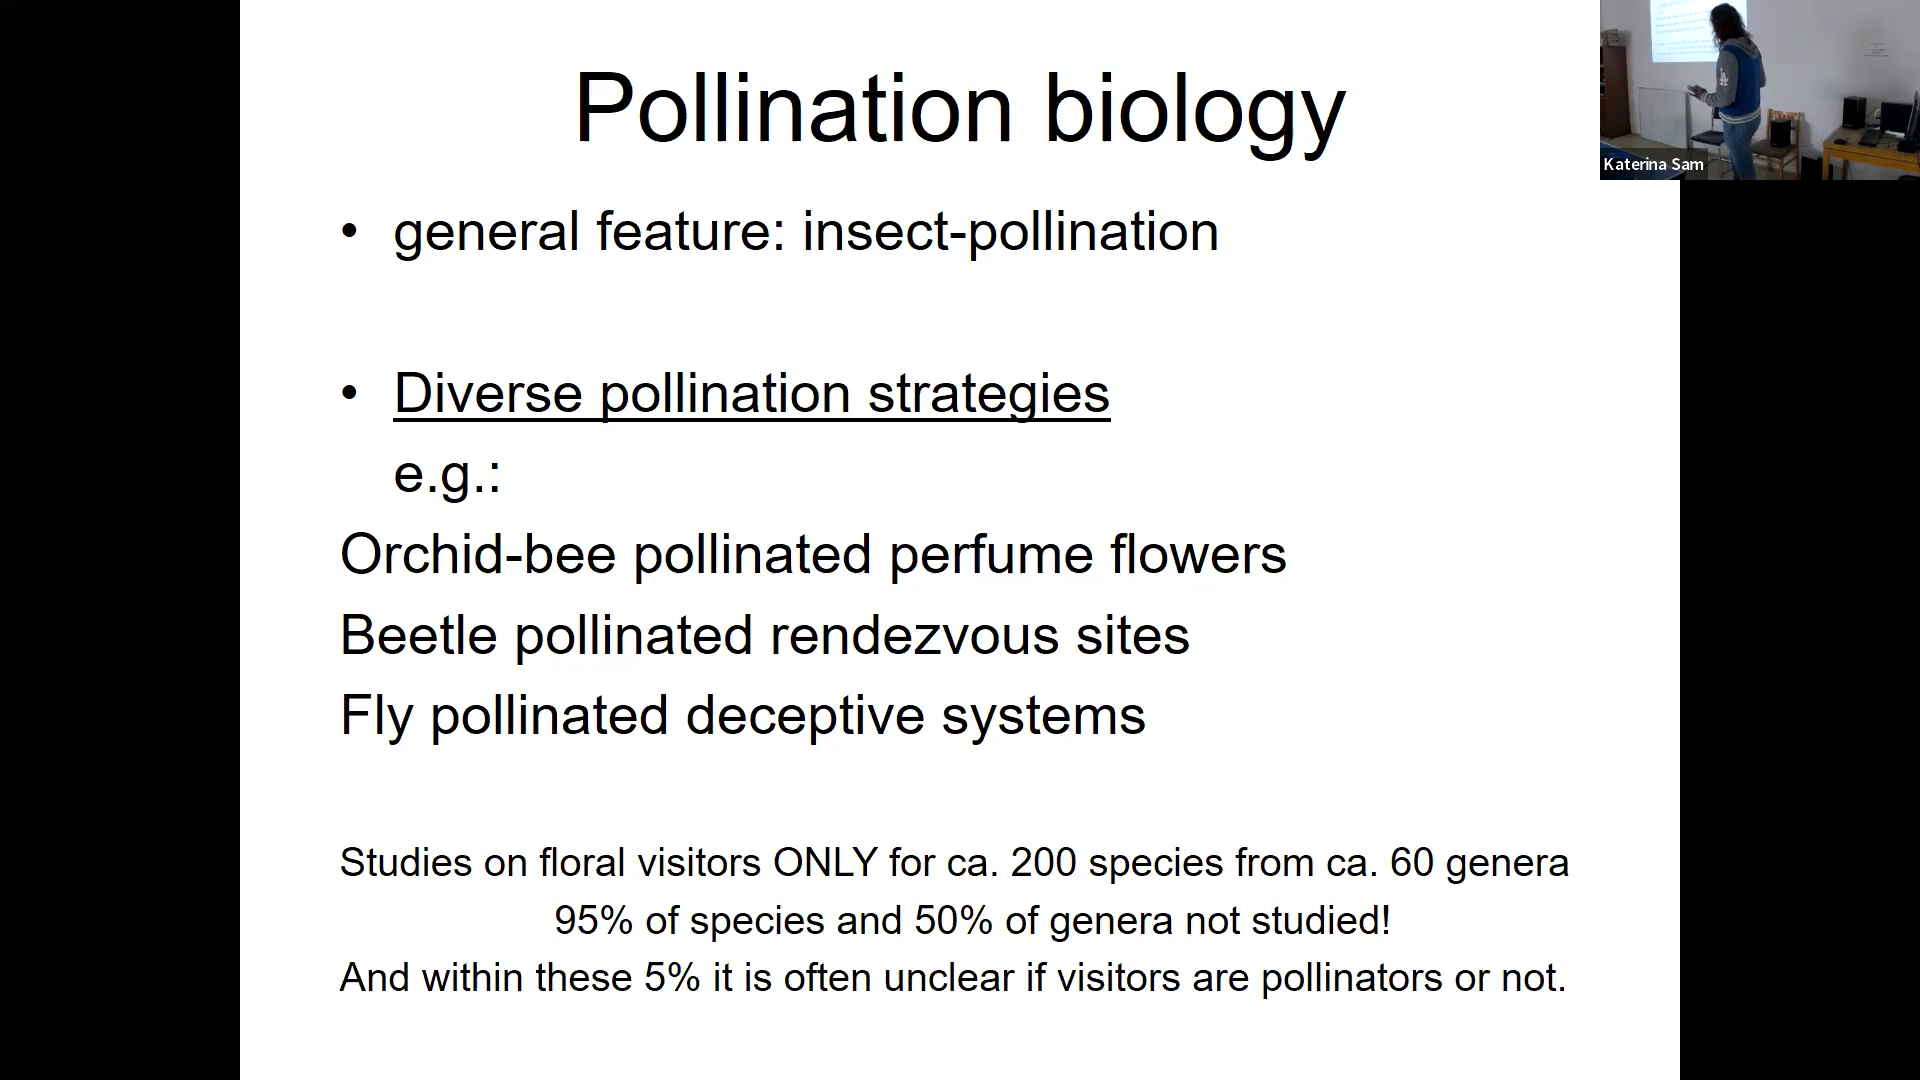 Pollination biology
• general feature: insect-pollination
• Diverse pollination strategies
e.g.:
Orchid-bee pollinated perfume flowers
Beetle pollinated rendezvous sites
Fly pollinated deceptive systems
Studies on floral visitors ONLY for ca. 200 species from ca. 60 genera
95% of species and 50% of genera not studied!
And within these 5% it is often unclear if visitors are pollinators or not.
LA
Katerina Sam